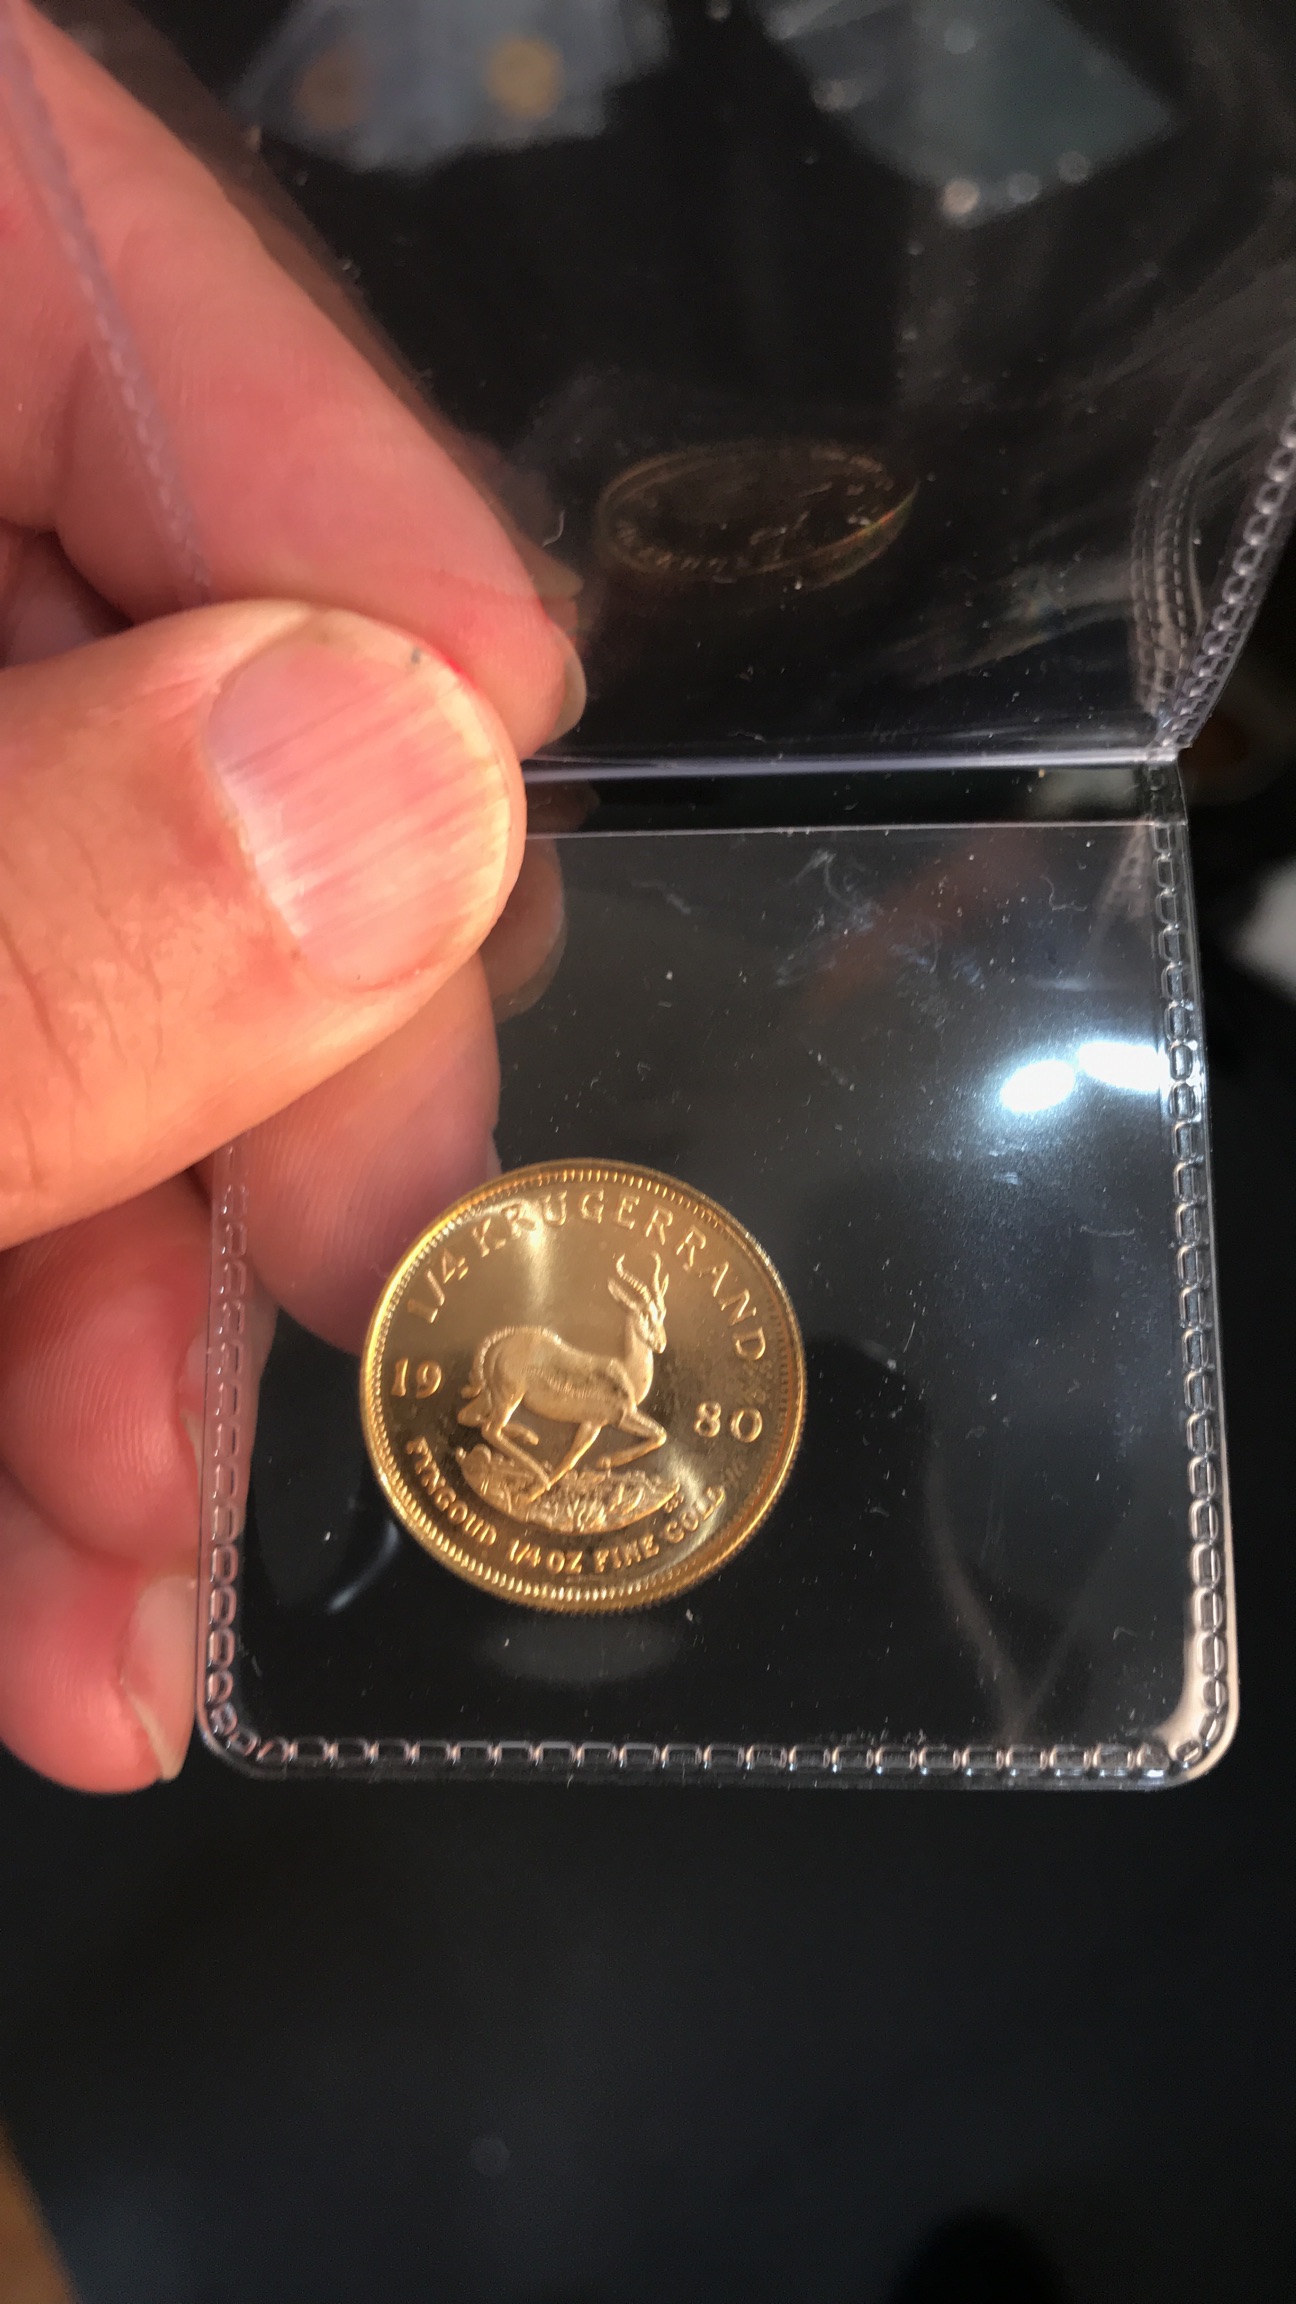 1/4 KRUGERRAND
19 80
FYNGOUD 1/4 OZ FINE GOLD